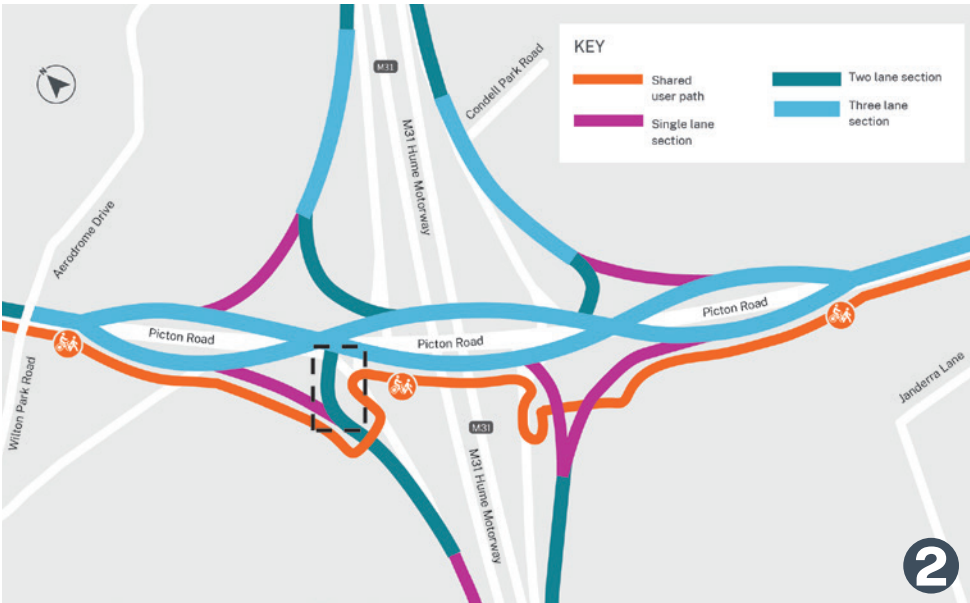 N
Aerodrome Drive
Wilton Park Road
Picton Road
M31
M31 Hume Motorway
Condell Park Road
KEY
Shared
user path
Single lane
section
Two lane section
Three lane
section
Picton Road
Picton Road
M31
M31 Hume Motorway
Janderra Lane
2